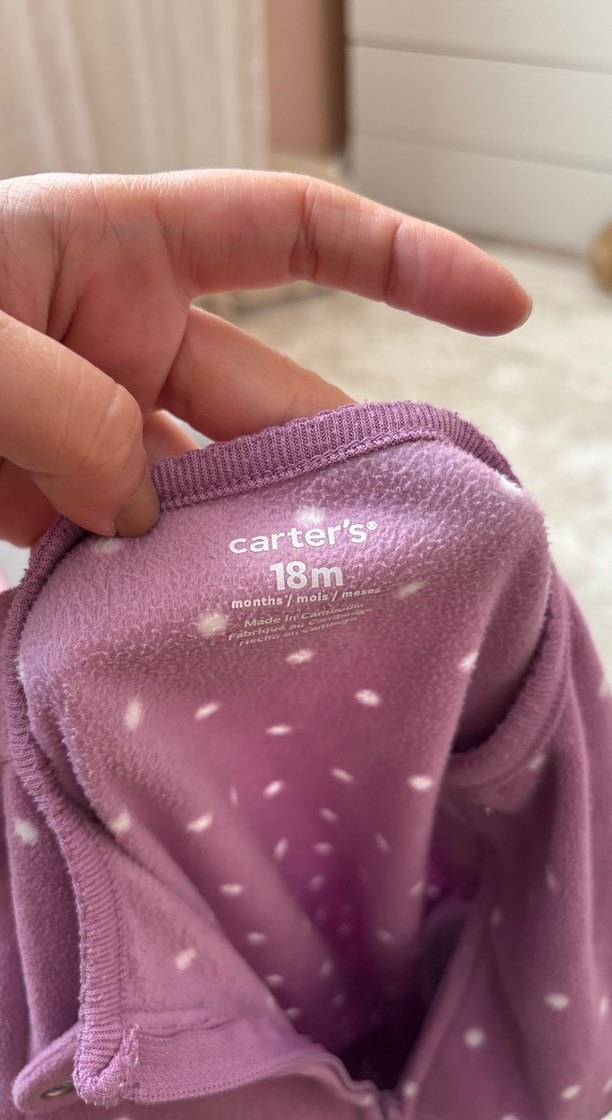 carter's®
18m
months / mois / meses
Made in Cambodia
Fabriqué au Cambodge
Hecho en Camboya